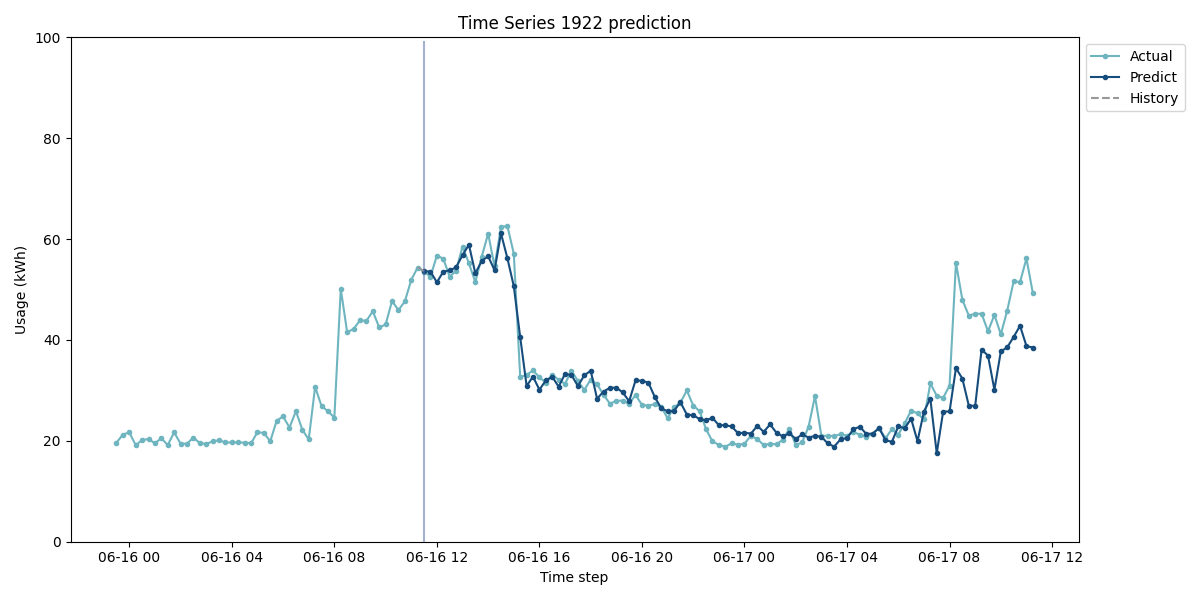 Time Series 1922 prediction
Usage (kWh)
100
80
60
40
20
0
06-16 00
06-16 04
06-16 08
06-16 12
06-16 16
06-16 20
06-17 00
06-17 04
06-17 08
06-17 12
Time step
Actual
Predict
History